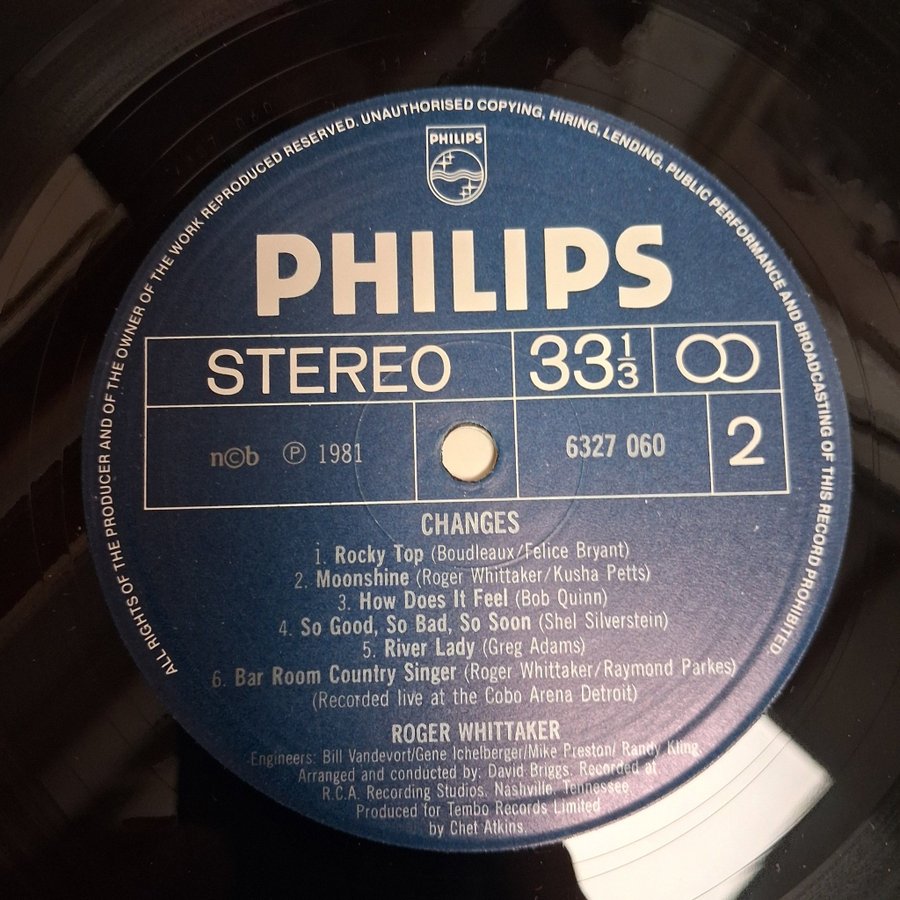 ALL RIGHTS OF THE PRODUCER AND OF THE OWNER OF THE WORK REPRODUCED RESERVED. UNAUTHORISED COPYING, HIRING, LENDING, PUBLIC PERFORMANCE AND BROADCASTING OF THIS RECORD PROHIBITED
PHILIPS
PHILIPS
STEREO 33 1/3
n©b ℗ 1981 6327 060 2
CHANGES
1. Rocky Top (Boudleaux/Felice Bryant)
2. Moonshine (Roger Whittaker/Kusha Petts)
3. How Does It Feel (Bob Quinn)
4. So Good, So Bad, So Soon (Shel Silverstein)
5. River Lady (Greg Adams)
6. Bar Room Country Singer (Roger Whittaker/Raymond Parkes)
(Recorded live at the Cobo Arena Detroit)
ROGER WHITTAKER
Engineers: Bill Vandevort/Gene Ichelberger/Mike Preston/ Randy Kling.
Arranged and conducted by: David Briggs. Recorded at
R.C.A. Recording Studios. Nashville, Tennessee
Produced for Tembo Records Limited
by Chet Atkins.